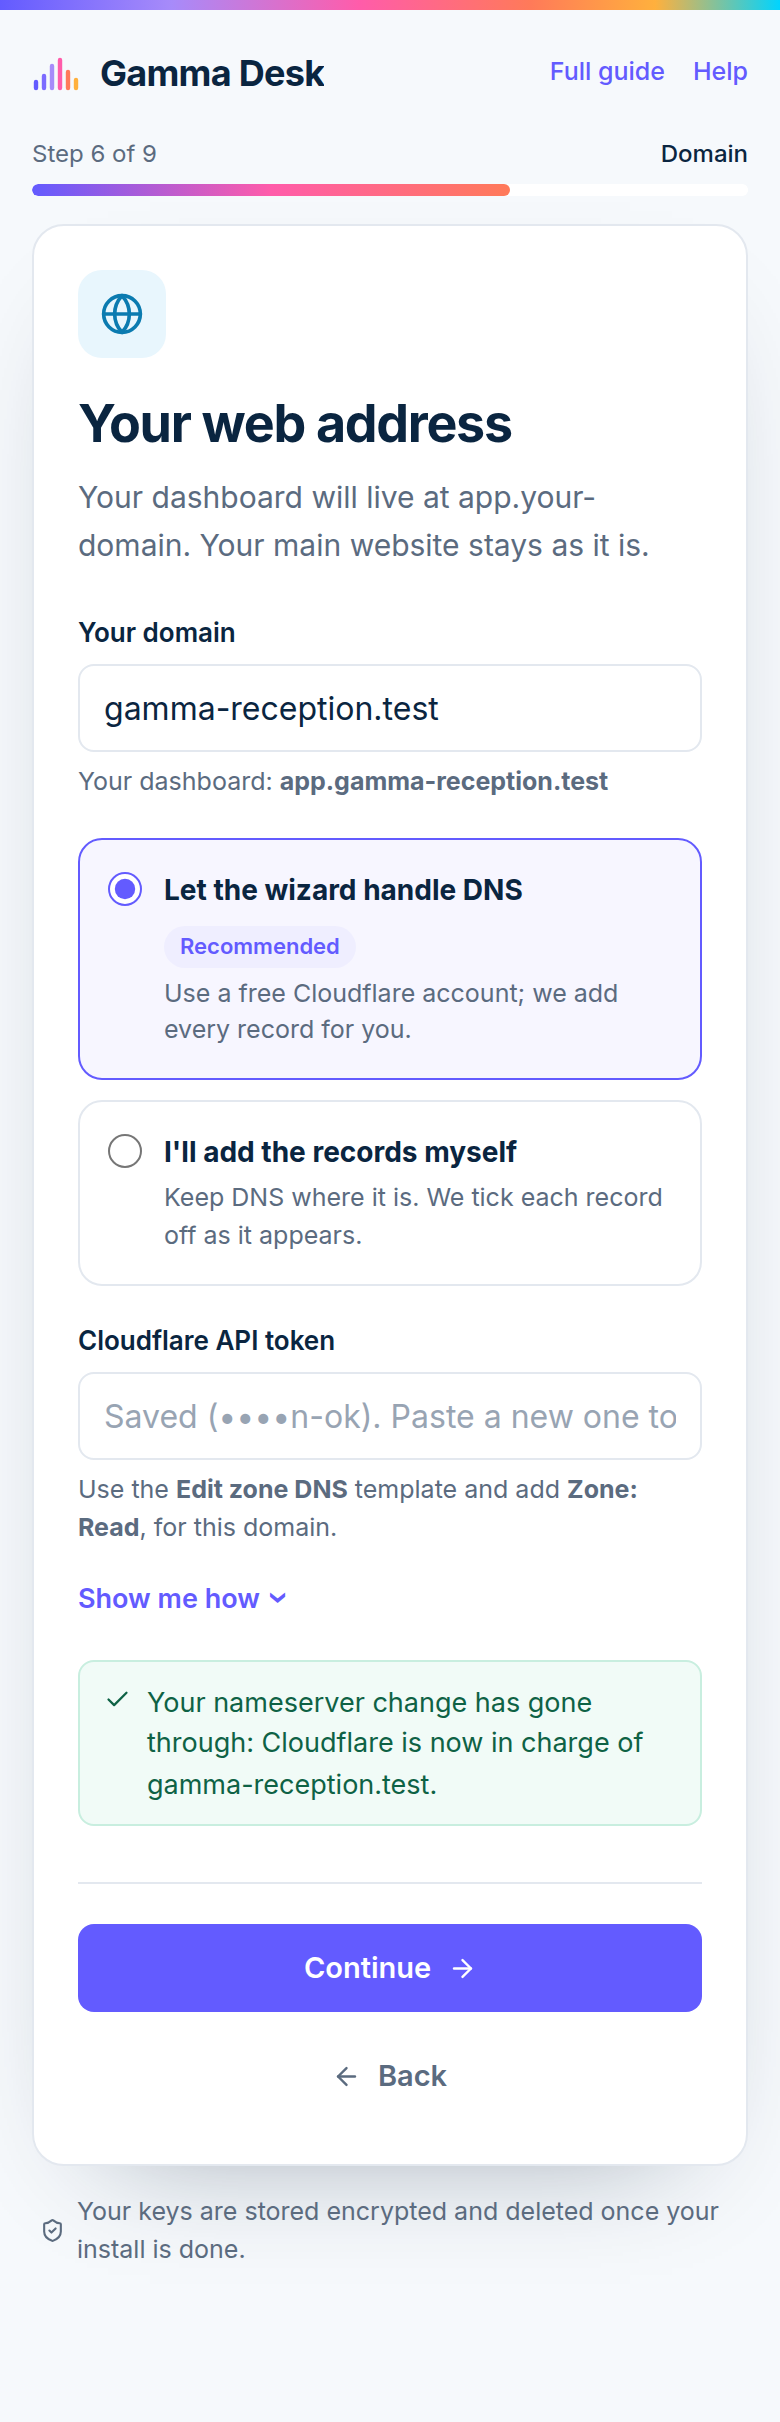 Gamma Desk
Full guide
Help
Step 6 of 9
Domain
Your web address
Your dashboard will live at app.your-
domain. Your main website stays as it is.
Your domain
gamma-reception.test
Your dashboard: app.gamma-reception.test
Let the wizard handle DNS
Recommended
Use a free Cloudflare account; we add
every record for you.
I'll add the records myself
Keep DNS where it is. We tick each record
off as it appears.
Cloudflare API token
Saved (••••n-ok). Paste a new one to
Use the Edit zone DNS template and add Zone:
Read, for this domain.
Show me how
Your nameserver change has gone
through: Cloudflare is now in charge of
gamma-reception.test.
Continue
Back
Your keys are stored encrypted and deleted once your
install is done.